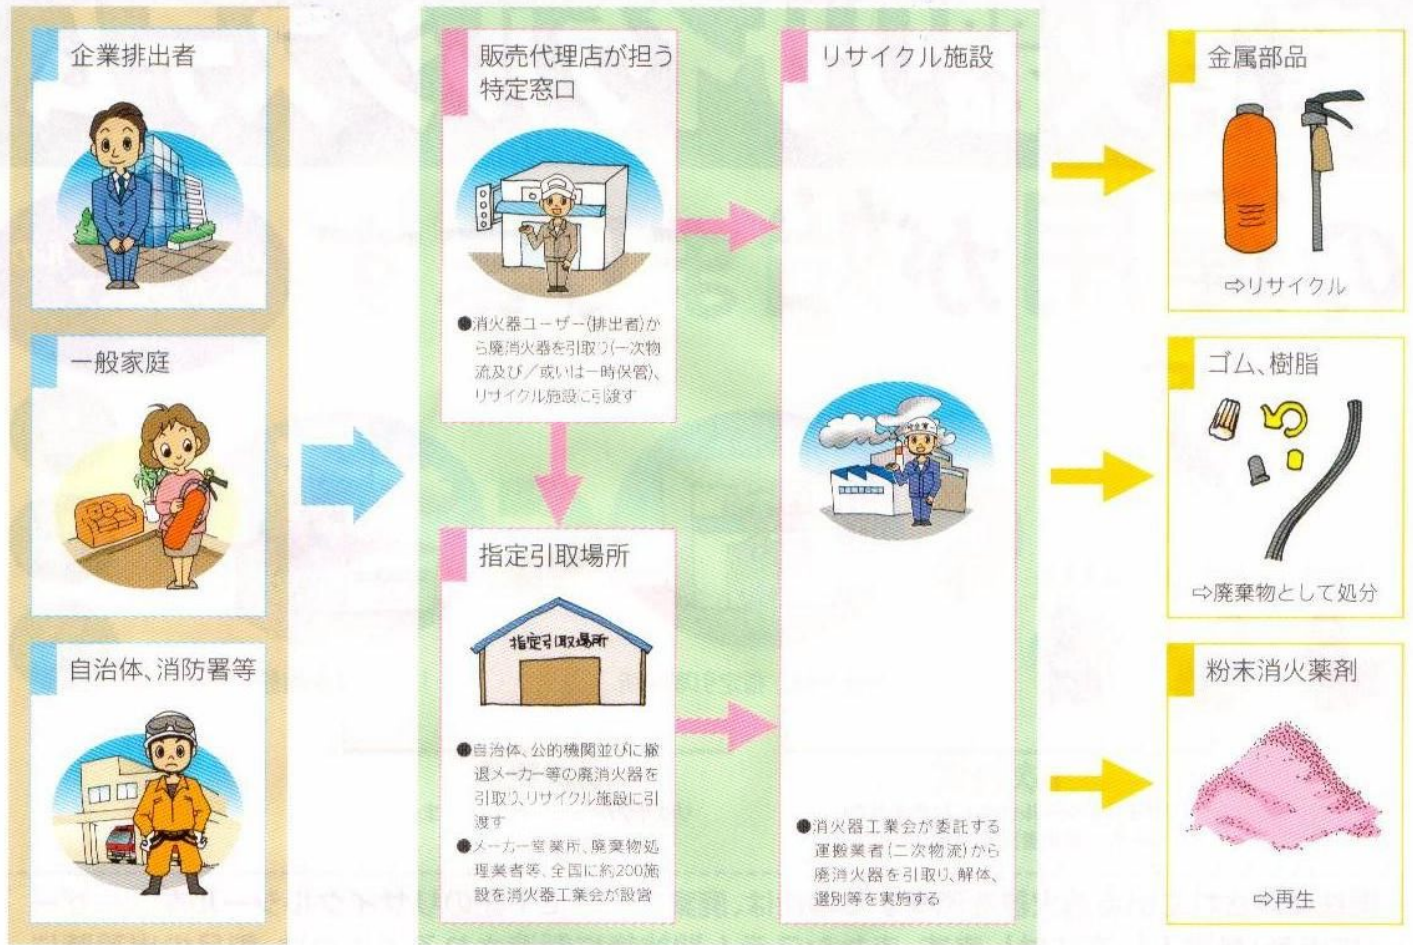 企業排出者
一般家庭
自治体、消防署等
販売代理店が担う
特定窓口
●消火器ユーザー(排出者)か
ら廃消火器を引取り(一次物
流及び／或いは一時保管)、
リサイクル施設に引渡す
指定引取場所
指定引取場所
●自治体、公的機関並びに撤
退メーカー等の廃消火器を
引取り、リサイクル施設に引
渡す
●メーカー営業所、廃棄物処
理業者等、全国に約200施
設を消火器工業会が設営
リサイクル施設
●消火器工業会が委託する
運搬業者(二次物流)から
廃消火器を引取り、解体、
選別等を実施する
金属部品
⇨リサイクル
ゴム、樹脂
⇨廃棄物として処分
粉末消火薬剤
⇨再生